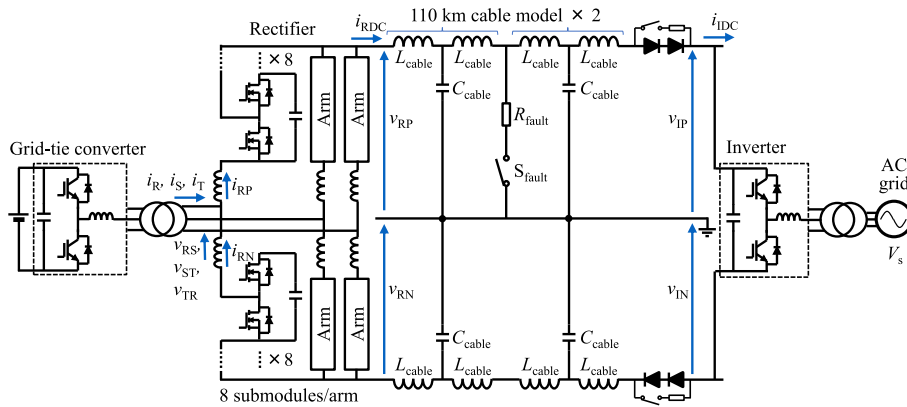 Rectifier
i_RDC
110 km cable model × 2
i_IDC
× 8
L_cable
L_cable
L_cable
L_cable
Arm
Arm
C_cable
C_cable
R_fault
v_RP
v_IP
Grid-tie converter
i_R, i_S, i_T
i_RP
S_fault
Inverter
AC
grid
V_s
v_RS,
v_ST,
v_TR
i_RN
v_RN
v_IN
Arm
Arm
C_cable
C_cable
× 8
L_cable
L_cable
L_cable
L_cable
8 submodules/arm